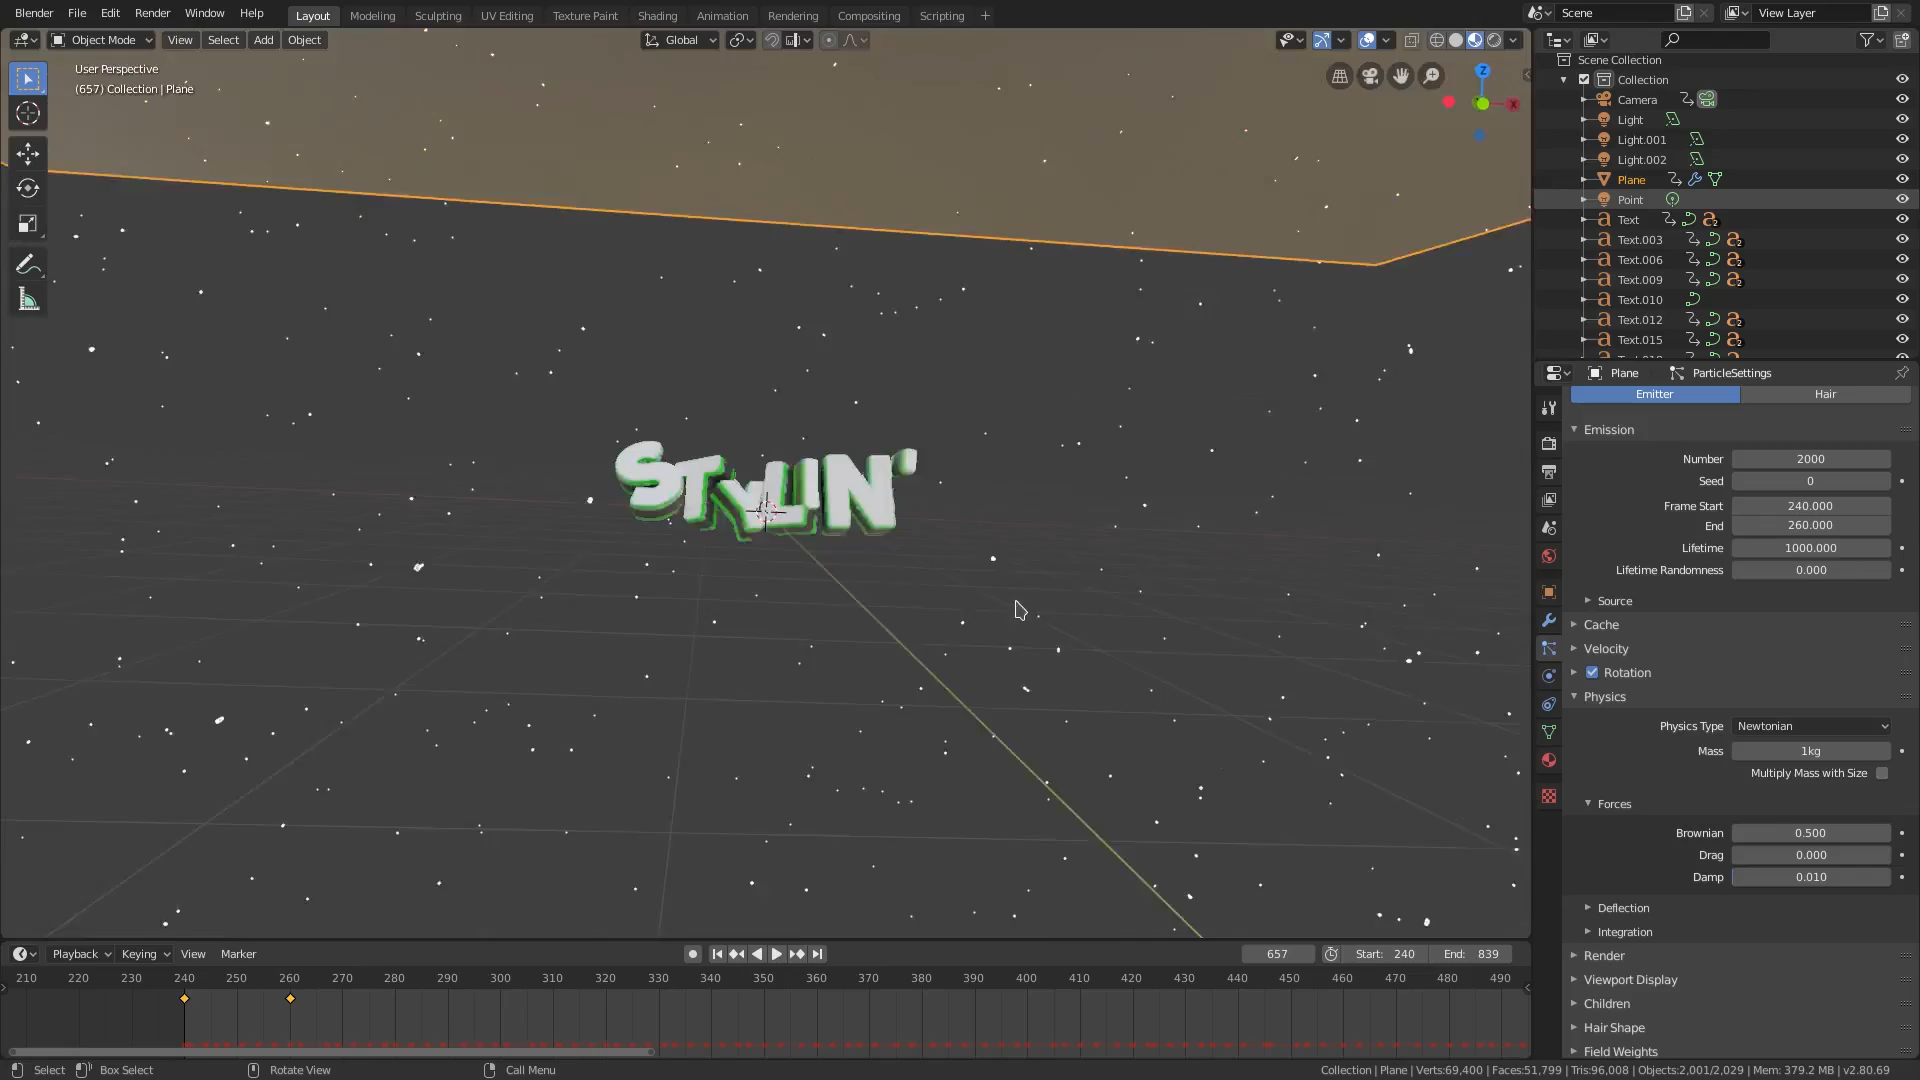 Blender File Edit Render Window Help Layout Modeling Sculpting UV Editing Texture Paint Shading Animation Rendering Compositing Scripting + Scene View Layer
Object Mode View Select Add Object Global
User Perspective
(657) Collection | Plane
Z
X
STYLIN'
Scene Collection
Collection
Camera
Light
Light.001
Light.002
Plane
Point
Text
Text.003
Text.006
Text.009
Text.010
Text.012
Text.015
Plane ParticleSettings
Emitter Hair
Emission
Number 2000
Seed 0
Frame Start 240.000
End 260.000
Lifetime 1000.000
Lifetime Randomness 0.000
Source
Cache
Velocity
Rotation
Physics
Physics Type Newtonian
Mass 1kg
Multiply Mass with Size
Forces
Brownian 0.500
Drag 0.000
Damp 0.010
Deflection
Integration
Render
Viewport Display
Children
Hair Shape
Field Weights
Playback Keying View Marker 657 Start: 240 End: 839
210 220 230 240 250 260 270 280 290 300 310 320 330 340 350 360 370 380 390 400 410 420 430 440 450 460 470 480 490
Select Box Select Rotate View Call Menu Collection | Plane | Verts:69,400 | Faces:51,799 | Tris:96,008 | Objects:2,001/2,029 | Mem: 379.2 MB | v2.80.69